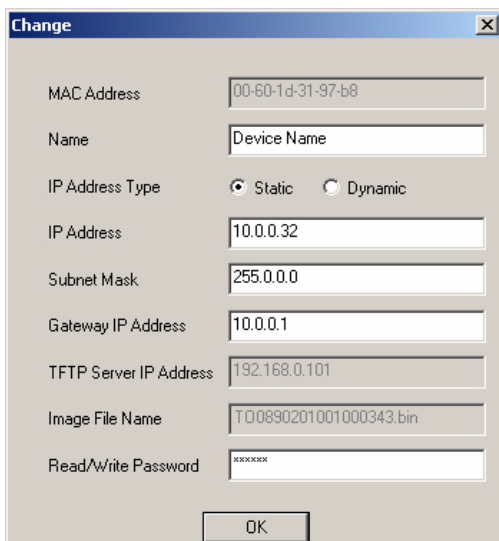 Change
MAC Address 00-60-1d-31-97-b8
Name Device Name
IP Address Type Static Dynamic
IP Address 10.0.0.32
Subnet Mask 255.0.0.0
Gateway IP Address 10.0.0.1
TFTP Server IP Address 192.168.0.101
Image File Name TO0890201001000343.bin
Read/Write Password ******
OK